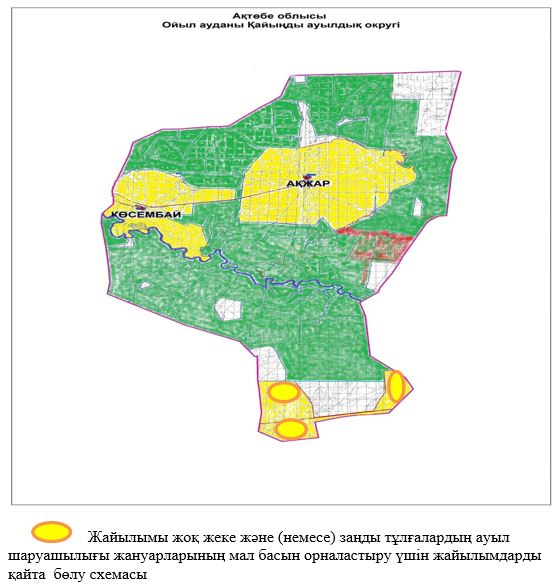 Ақтөбе облысы
Ойыл ауданы Қайыңды ауылдық округі
АҚЖАР
КӨСЕМБАЙ
Жайылымы жоқ жеке және (немесе) заңды тұлғалардың ауыл
шаруашылығы жануарларының мал басын орналастыру үшін жайылымдарды
қайта бөлу схемасы